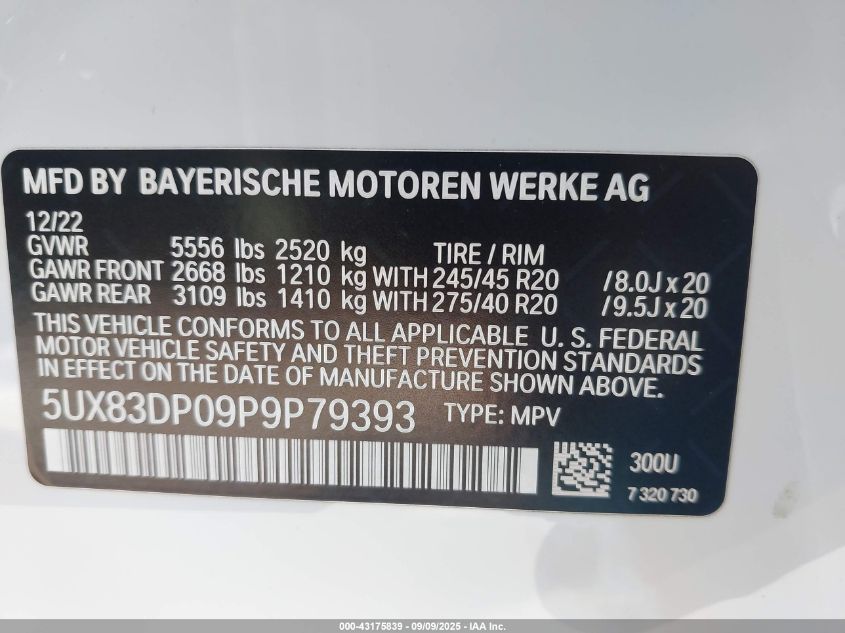 MFD BY BAYERISCHE MOTOREN WERKE AG
12/22
GVWR 5556 lbs 2520 kg TIRE / RIM
GAWR FRONT 2668 lbs 1210 kg WITH 245/45 R20 /8.0J x 20
GAWR REAR 3109 lbs 1410 kg WITH 275/40 R20 /9.5J x 20
THIS VEHICLE CONFORMS TO ALL APPLICABLE U. S. FEDERAL
MOTOR VEHICLE SAFETY AND THEFT PREVENTION STANDARDS
IN EFFECT ON THE DATE OF MANUFACTURE SHOWN ABOVE.
5UX83DP09P9P79393 TYPE: MPV
300U
7 320 730
000-43175839 - 09/09/2025 - IAA Inc.